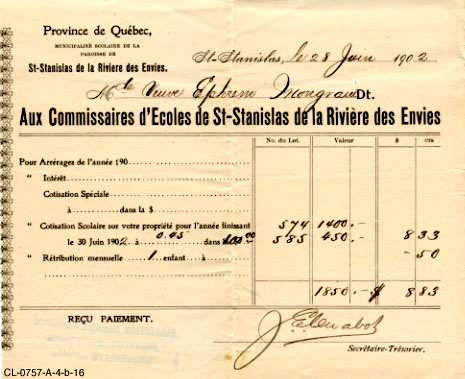 Province de Québec,
MUNICIPALITÉ SCOLAIRE DE LA
PAROISSE DE
St-Stanislas de la Riviere des Envies.
St-Stanislas, le 28 Juin 1902
Mde Veuve Ephrem Mongrain Dt.
Aux Commissaires d'Ecoles de St-Stanislas de la Rivière des Envies
No. du Lot. Valeur $ cts
Pour Arrérages de l'année 190
" Intérêt
Cotisation Spéciale
à dans la $
" Cotisation Scolaire sur votre propriété pour l'année finissant 574 1400.-
le 30 Juin 1902 à 0.45 dans 100.00 585 450.- 8 33
" Rétribution mensuelle 1 enfant à - 50
1850.- $ 8 83
REÇU PAIEMENT.
Secrétaire-Trésorier.
CL-0757-A-4-b-16